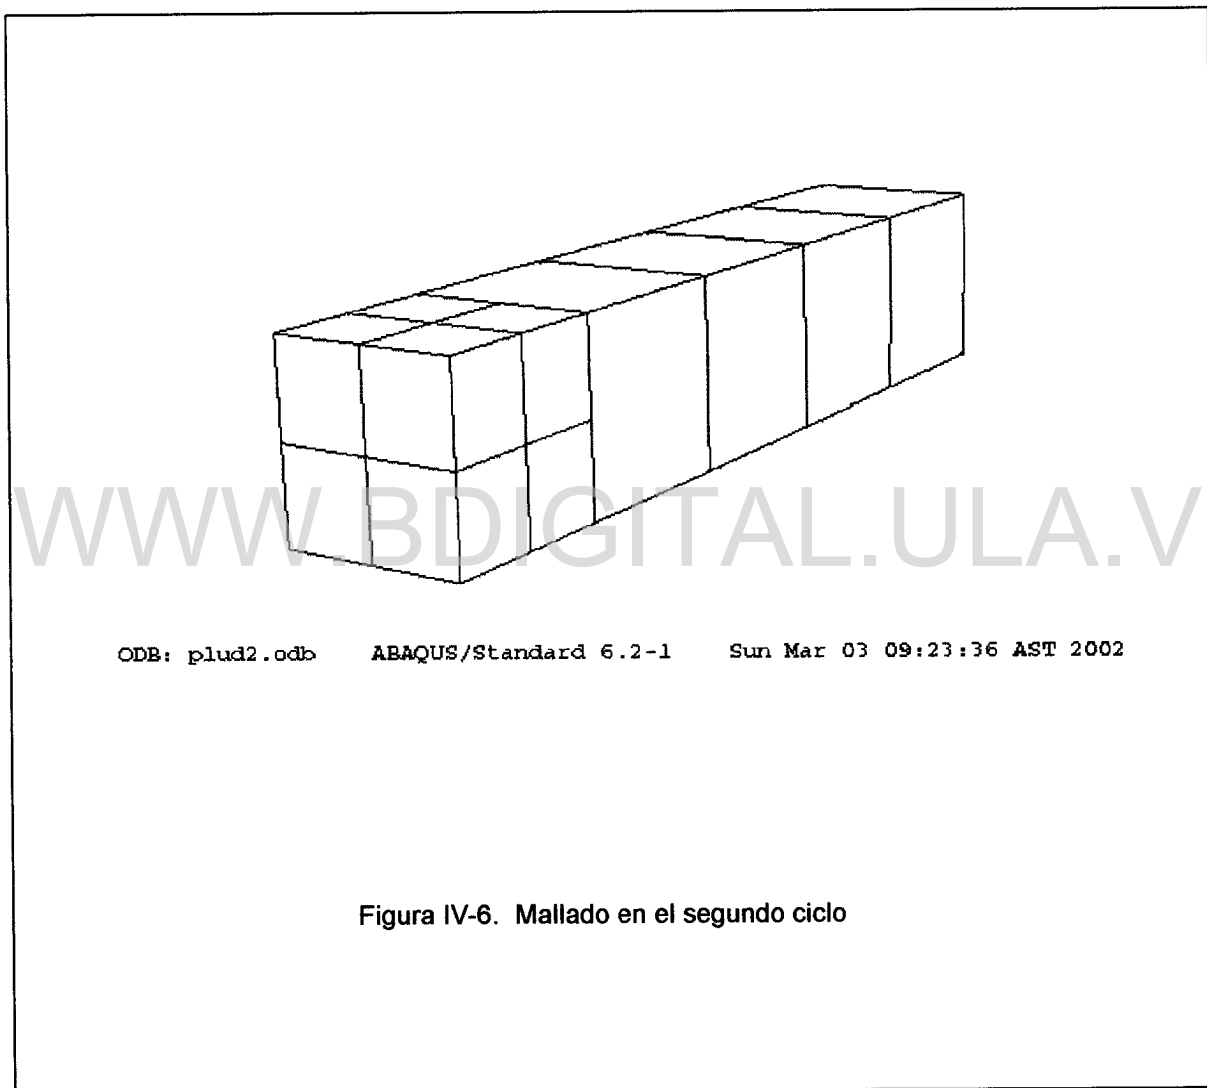 WWW.BDIGITAL.ULA.V
ODB: plud2.odb ABAQUS/Standard 6.2-1 Sun Mar 03 09:23:36 AST 2002
Figura IV-6. Mallado en el segundo ciclo